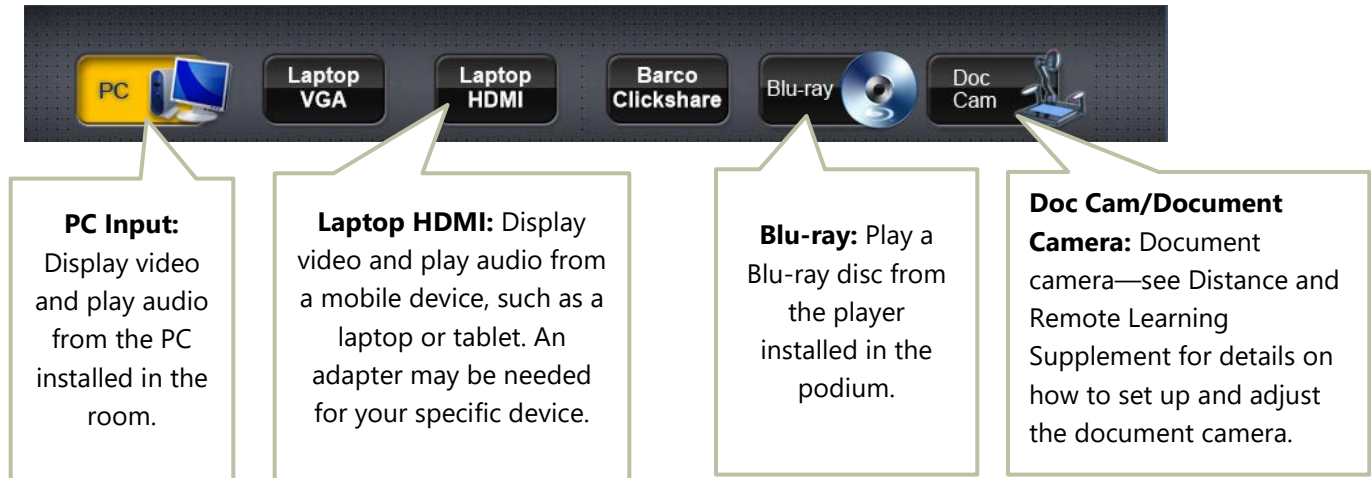 PC
Laptop
VGA
Laptop
HDMI
Barco
Clickshare
Blu-ray
Doc
Cam
PC Input:
Display video
and play audio
from the PC
installed in the
room.
Laptop HDMI: Display
video and play audio from
a mobile device, such as a
laptop or tablet. An
adapter may be needed
for your specific device.
Blu-ray: Play a
Blu-ray disc from
the player
installed in the
podium.
Doc Cam/Document
Camera: Document
camera—see Distance and
Remote Learning
Supplement for details on
how to set up and adjust
the document camera.